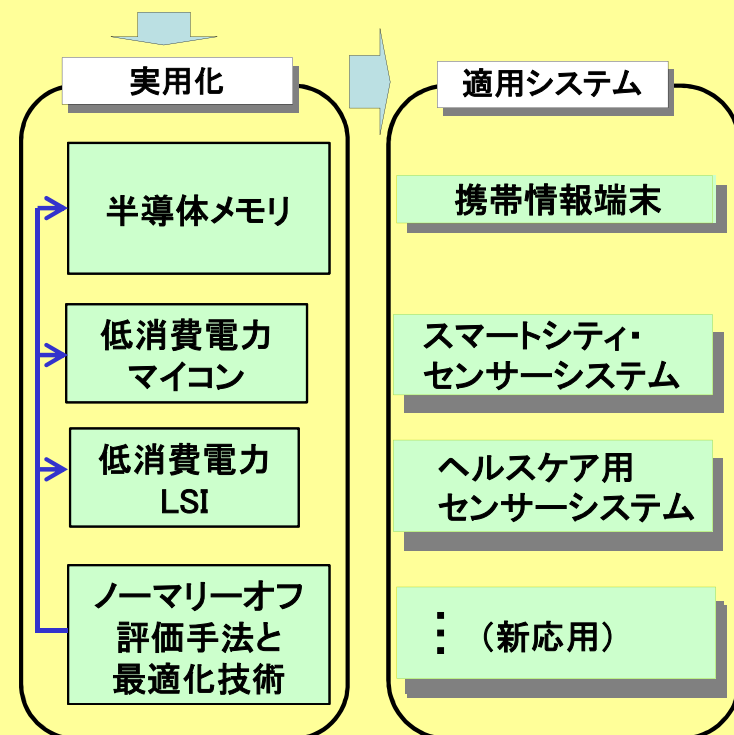 実用化
半導体メモリ
低消費電力
マイコン
低消費電力
LSI
ノーマリーオフ
評価手法と
最適化技術
適用システム
携帯情報端末
スマートシティ・
センサーシステム
ヘルスケア用
センサーシステム
⋮（新応用）